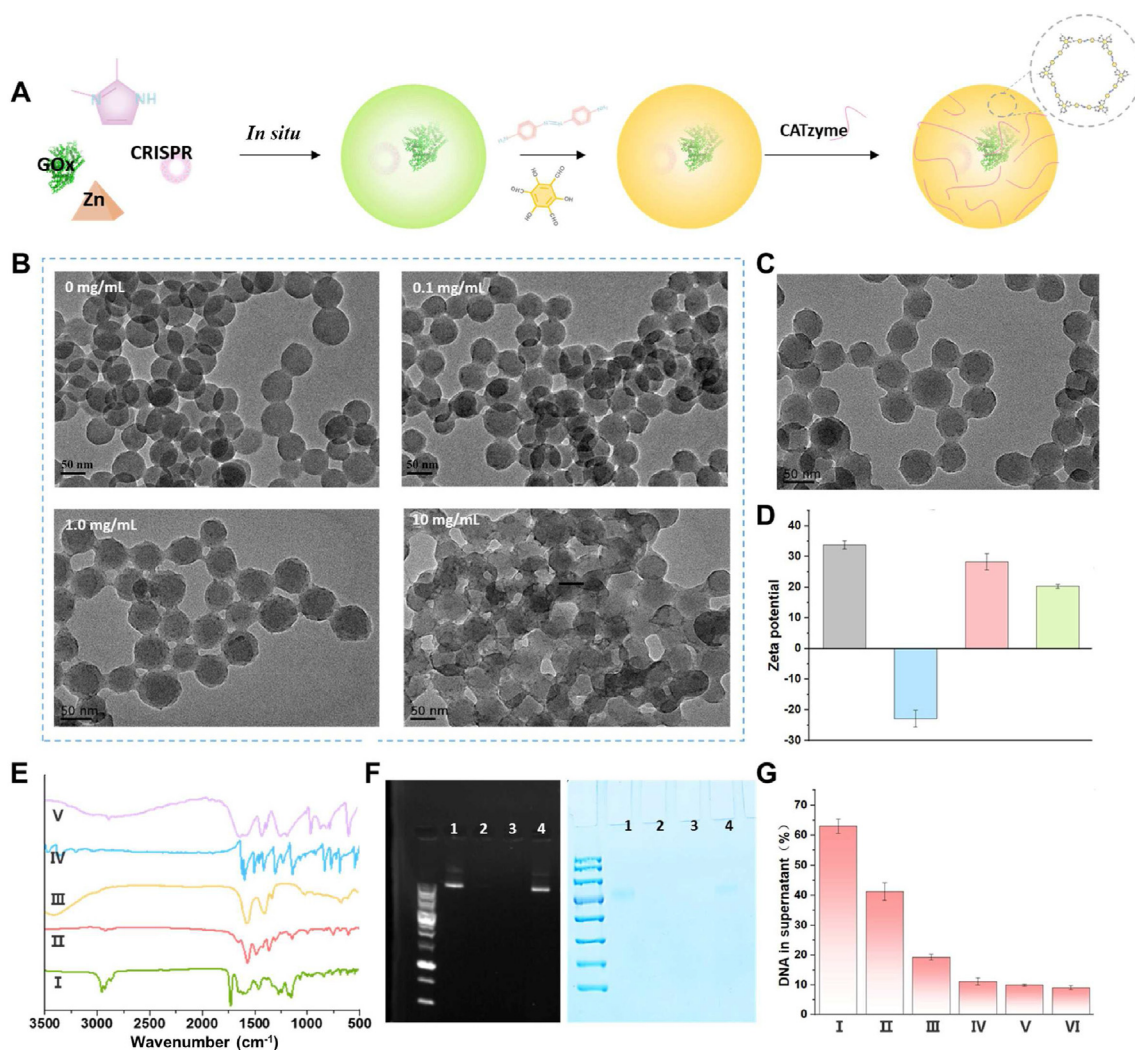 A
N
NH
GOx
CRISPR
Zn
In situ
CATzyme
B
0 mg/mL
50 nm
0.1 mg/mL
50 nm
1.0 mg/mL
50 nm
10 mg/mL
50 nm
C
50 nm
D
Zeta potential
40
30
20
10
0
-10
-20
-30
E
V
IV
III
II
I
3500 3000 2500 2000 1500 1000 500
Wavenumber (cm⁻¹)
F
1 2 3 4
1 2 3 4
G
DNA in supernatant (%)
70
60
50
40
30
20
10
0
I II III IV V VI